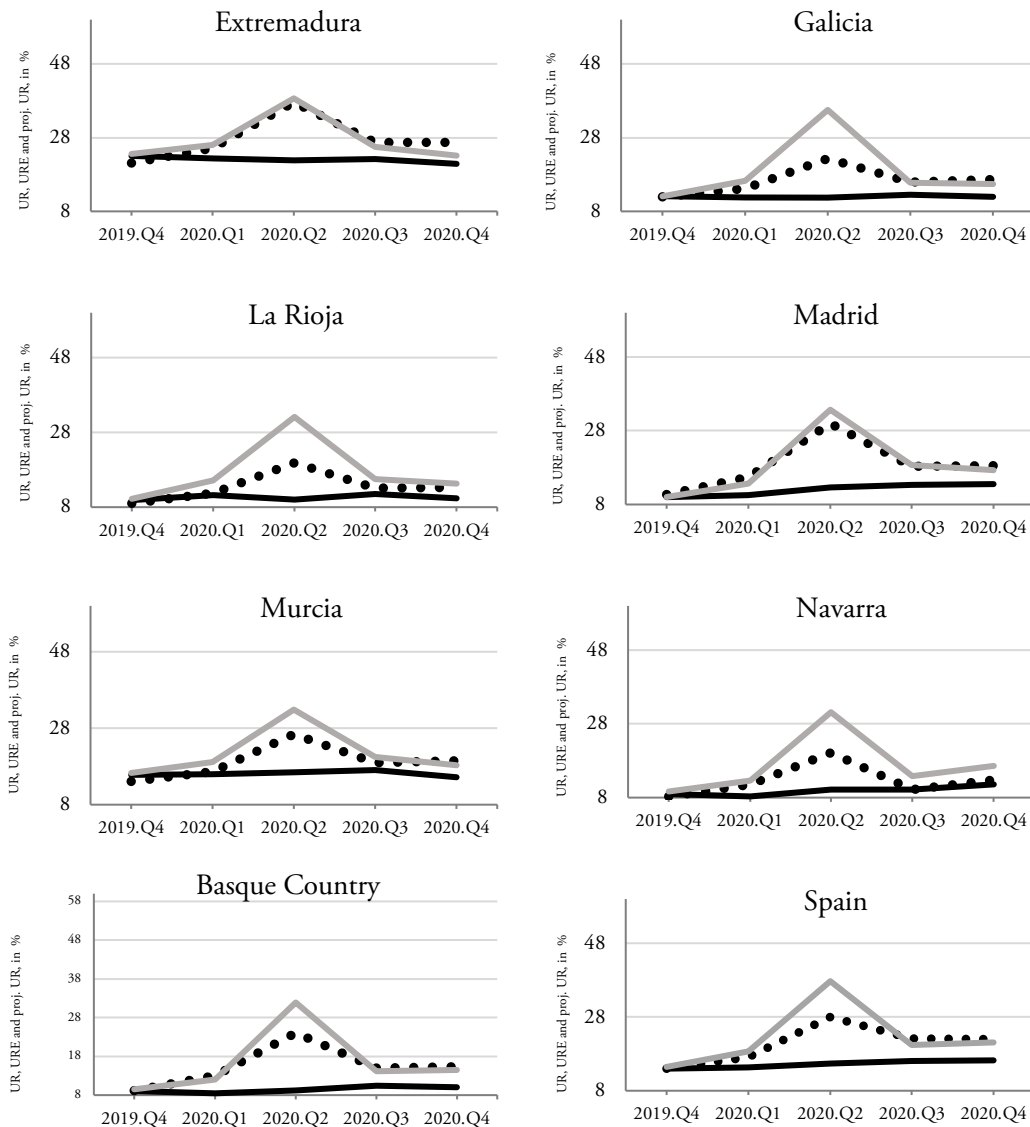 Extremadura
UR, URE and proj. UR, in %
48
28
8
2019.Q4 2020.Q1 2020.Q2 2020.Q3 2020.Q4
Galicia
UR, URE and proj. UR, in %
48
28
8
2019.Q4 2020.Q1 2020.Q2 2020.Q3 2020.Q4
La Rioja
UR, URE and proj. UR, in %
48
28
8
2019.Q4 2020.Q1 2020.Q2 2020.Q3 2020.Q4
Madrid
UR, URE and proj. UR, in %
48
28
8
2019.Q4 2020.Q1 2020.Q2 2020.Q3 2020.Q4
Murcia
UR, URE and proj. UR, in %
48
28
8
2019.Q4 2020.Q1 2020.Q2 2020.Q3 2020.Q4
Navarra
UR, URE and proj. UR, in %
48
28
8
2019.Q4 2020.Q1 2020.Q2 2020.Q3 2020.Q4
Basque Country
UR, URE and proj. UR, in %
58
48
38
28
18
8
2019.Q4 2020.Q1 2020.Q2 2020.Q3 2020.Q4
Spain
UR, URE and proj. UR, in %
48
28
8
2019.Q4 2020.Q1 2020.Q2 2020.Q3 2020.Q4